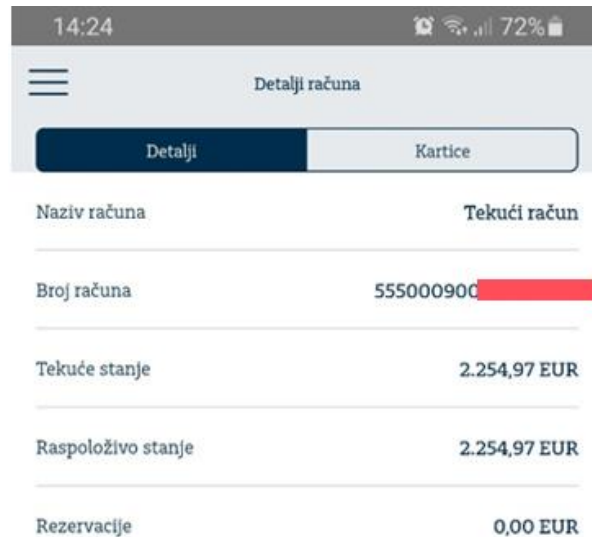 14:24 72%
Detalji računa
Detalji Kartice
Naziv računa Tekući račun
Broj računa 555000900
Tekuće stanje 2.254,97 EUR
Raspoloživo stanje 2.254,97 EUR
Rezervacije 0,00 EUR